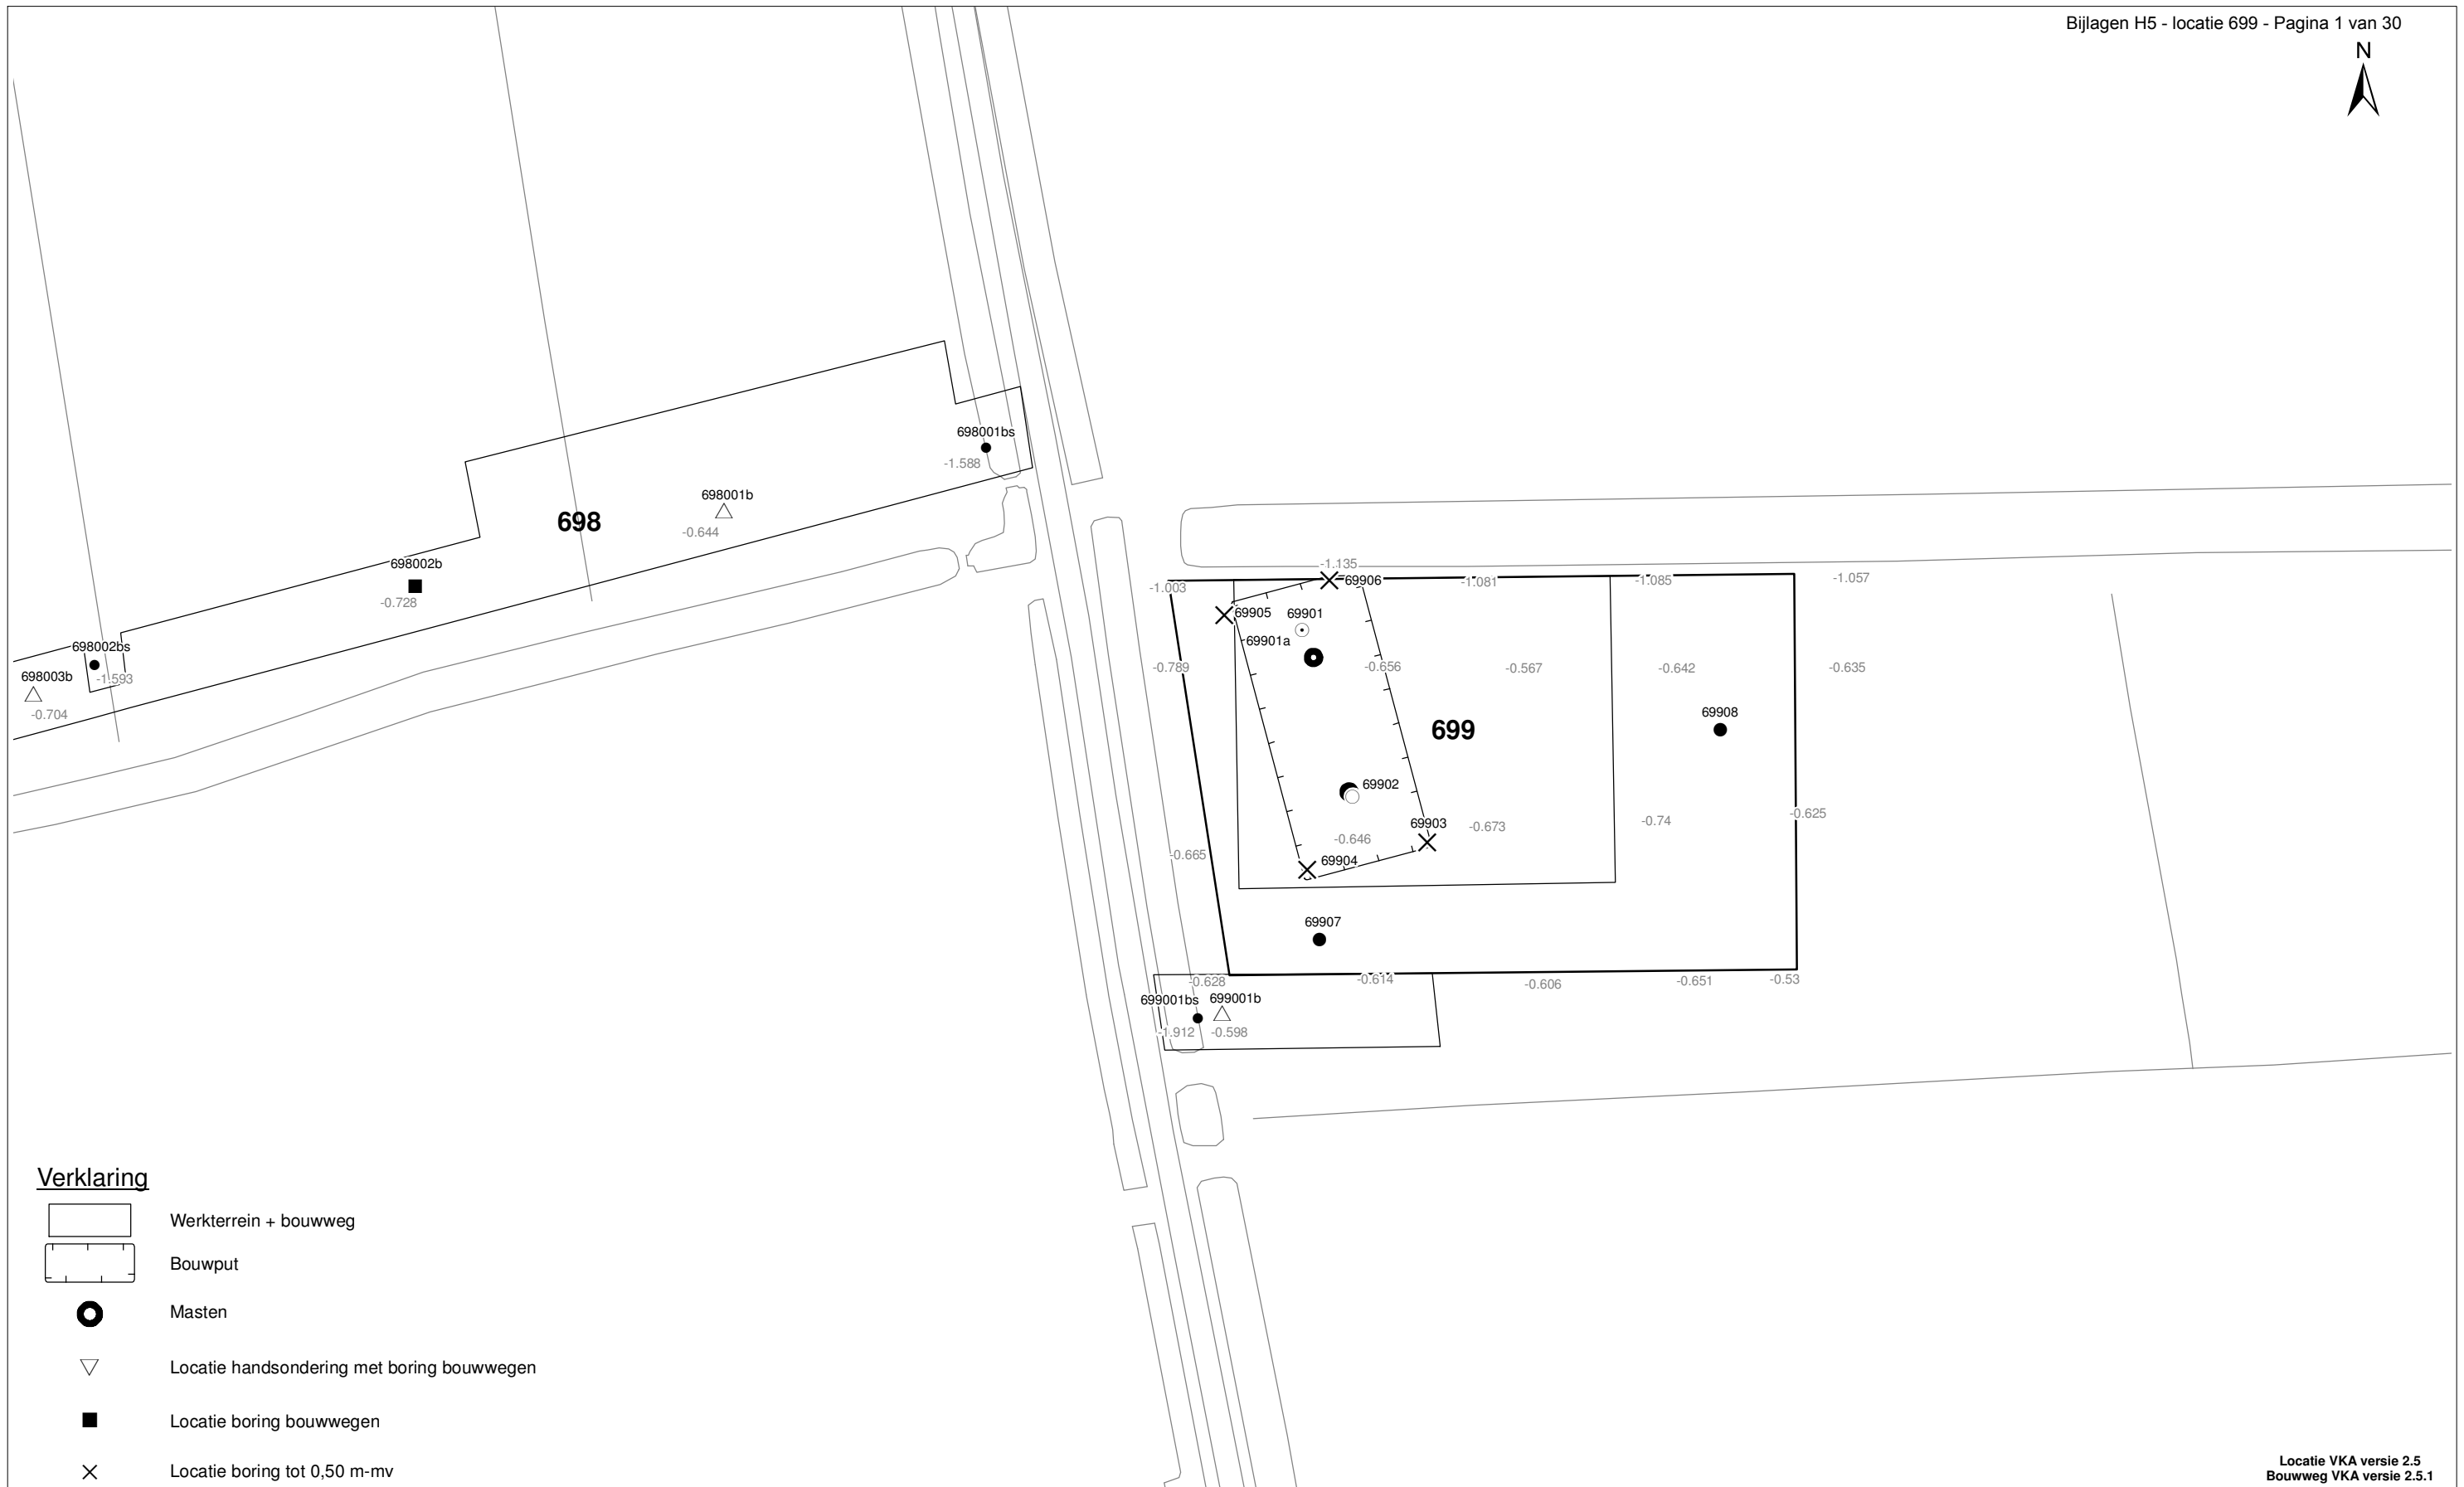 Bijlagen H5 - locatie 699 - Pagina 1 van 30
N
698001bs
-1.588
698001b
-0.644
698
698002b
-0.728
698002bs
-1.593
698003b
-0.704
-1.135
69906
-1.003
-1.081
-1.085
-1.057
69905
69901
69901a
-0.789
-0.656
-0.567
-0.642
-0.635
699
69908
69902
69903
-0.646
-0.673
-0.74
-0.625
-0.665
69904
69907
-0.628
-0.614
-0.606
-0.651
-0.53
699001bs
699001b
-1.912
-0.598
Verklaring
Werkterrein + bouwweg
Bouwput
Masten
Locatie handsondering met boring bouwwegen
Locatie boring bouwwegen
Locatie boring tot 0,50 m-mv
Locatie VKA versie 2.5
Bouwweg VKA versie 2.5.1